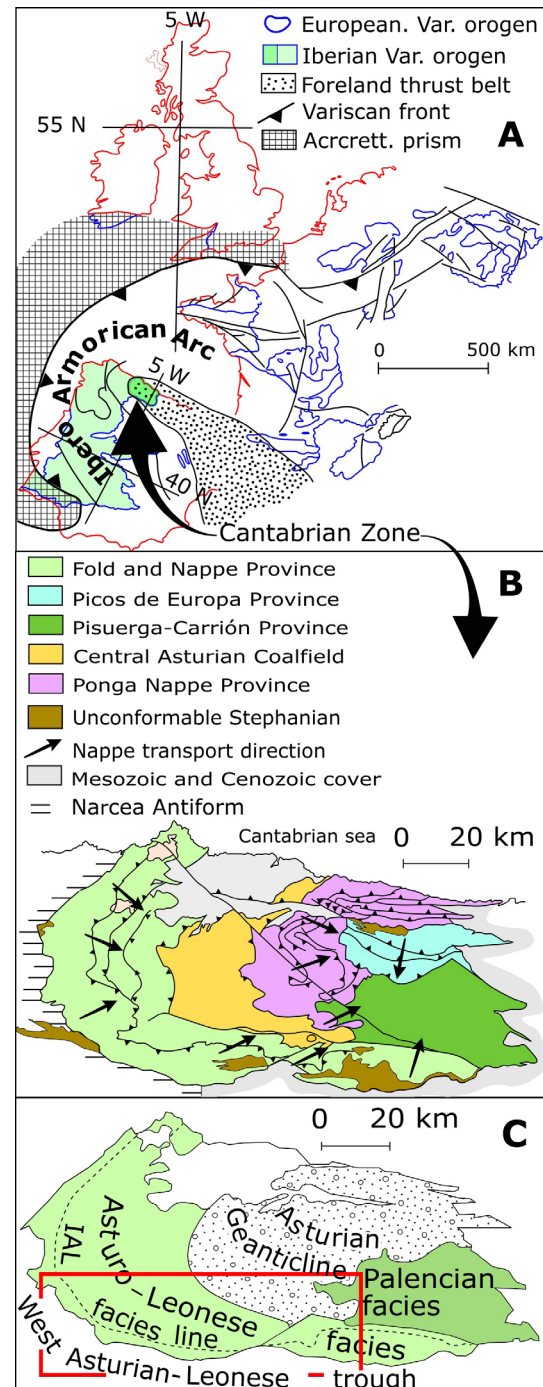 5 W
European. Var. orogen
Iberian Var. orogen
Foreland thrust belt
55 N
Variscan front
Acrcrett. prism
A
Ibero Armorican Arc
5 W
0 500 km
40 N
Cantabrian Zone
B
Fold and Nappe Province
Picos de Europa Province
Pisuerga-Carrión Province
Central Asturian Coalfield
Ponga Nappe Province
Unconformable Stephanian
Nappe transport direction
Mesozoic and Cenozoic cover
Narcea Antiform
Cantabrian sea
0 20 km
C
0 20 km
IAL
Asturo-Leonese
facies line
facies
Asturian
Geanticline
Palencian
facies
West
Asturian-Leonese
trough